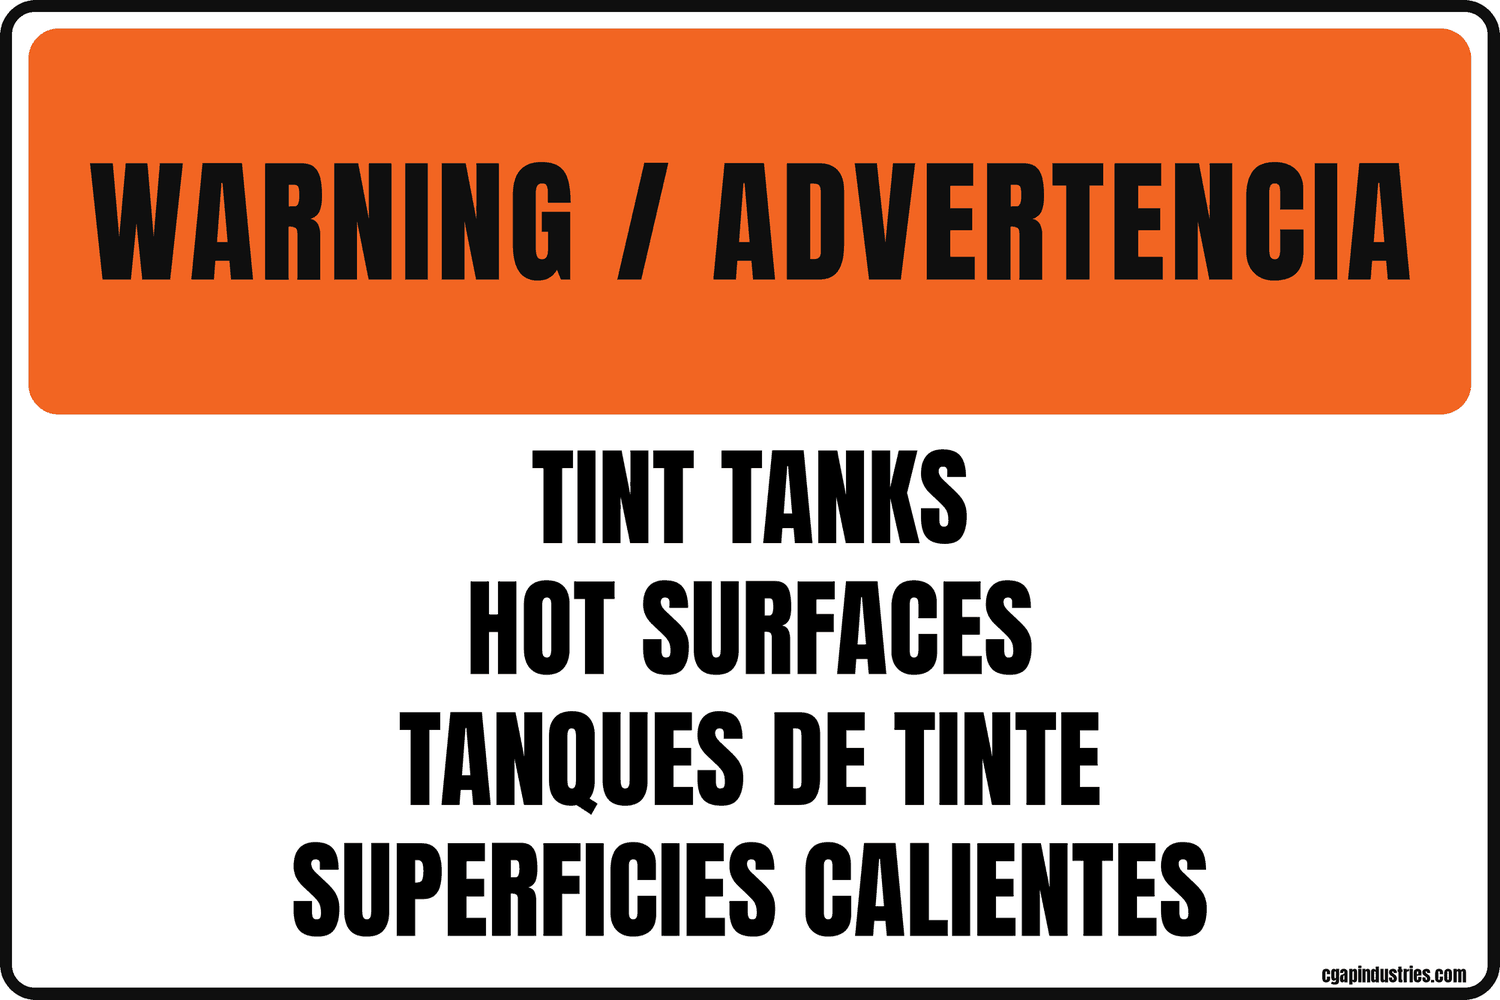 WARNING / ADVERTENCIA
TINT TANKS
HOT SURFACES
TANQUES DE TINTE
SUPERFICIES CALIENTES
cgapindustries.com